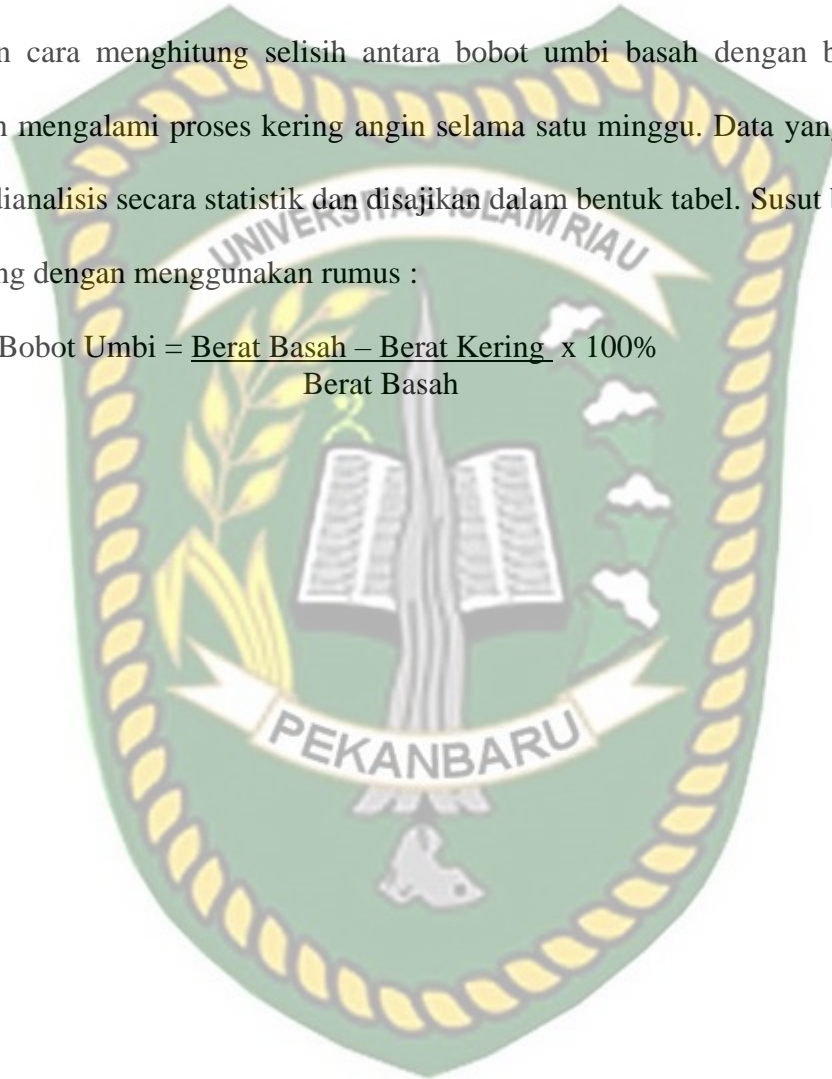 cara menghitung selisih antara bobot umbi basah dengan
mengalami proses kering angin selama satu minggu. Data yang
dianalisis secara statistik dan disajikan dalam bentuk tabel. Susut
dengan menggunakan rumus :
Bobot Umbi = Berat Basah – Berat Kering x 100%
Berat Basah
UNIVERSITAS ISLAM RIAU
PEKANBARU